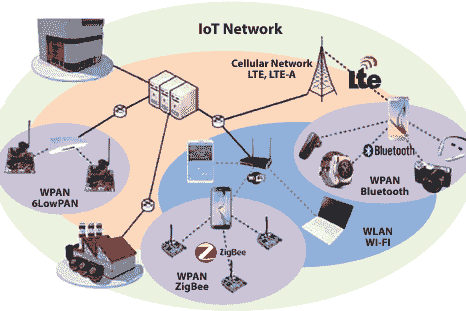 IoT Network
Cellular Network
LTE, LTE-A
Lte
Bluetooth
WPAN
Bluetooth
WPAN
6LowPAN
WLAN
WI-FI
ZigBee
WPAN
ZigBee